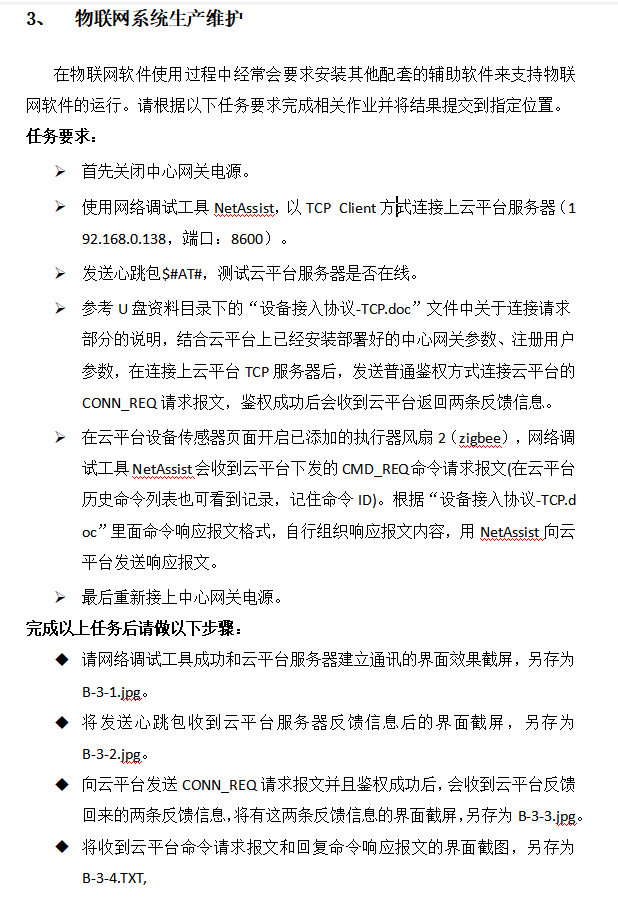 3、 物联网系统生产维护
在物联网软件使用过程中经常会要求安装其他配套的辅助软件来支持物联
网软件的运行。请根据以下任务要求完成相关作业并将结果提交到指定位置。
任务要求：
➢ 首先关闭中心网关电源。
➢ 使用网络调试工具 NetAssist，以 TCP Client 方式连接上云平台服务器（1
92.168.0.138，端口：8600）。
➢ 发送心跳包$#AT#，测试云平台服务器是否在线。
➢ 参考 U 盘资料目录下的“设备接入协议-TCP.doc”文件中关于连接请求
部分的说明，结合云平台上已经安装部署好的中心网关参数、注册用户
参数，在连接上云平台 TCP 服务器后，发送普通鉴权方式连接云平台的
CONN_REQ 请求报文，鉴权成功后会收到云平台返回两条反馈信息。
➢ 在云平台设备传感器页面开启已添加的执行器风扇 2（zigbee），网络调
试工具 NetAssist 会收到云平台下发的 CMD_REQ 命令请求报文(在云平台
历史命令列表也可看到记录，记住命令 ID)。根据“设备接入协议-TCP.d
oc”里面命令响应报文格式，自行组织响应报文内容，用 NetAssist 向云
平台发送响应报文。
➢ 最后重新接上中心网关电源。
完成以上任务后请做以下步骤：
◆ 请网络调试工具成功和云平台服务器建立通讯的界面效果截屏，另存为
B-3-1.jpg。
◆ 将发送心跳包收到云平台服务器反馈信息后的界面截屏，另存为
B-3-2.jpg。
◆ 向云平台发送 CONN_REQ 请求报文并且鉴权成功后，会收到云平台反馈
回来的两条反馈信息，将有这两条反馈信息的界面截屏，另存为 B-3-3.jpg。
◆ 将收到云平台命令请求报文和回复命令响应报文的界面截图，另存为
B-3-4.TXT,